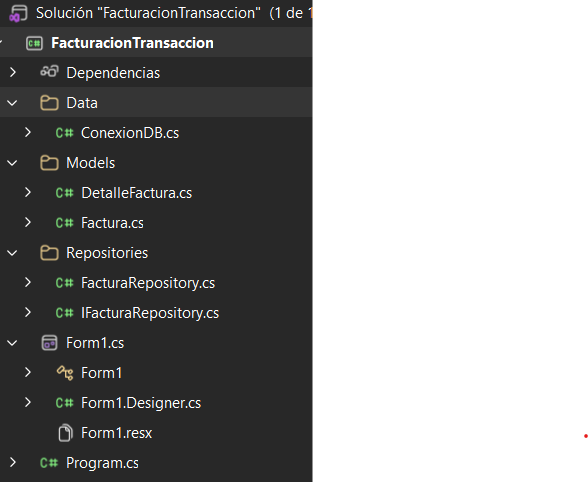 Solución "FacturacionTransaccion" (1 de 1
C# FacturacionTransaccion
Dependencias
Data
C# ConexionDB.cs
Models
C# DetalleFactura.cs
C# Factura.cs
Repositories
C# FacturaRepository.cs
C# IFacturaRepository.cs
Form1.cs
Form1
C# Form1.Designer.cs
Form1.resx
C# Program.cs